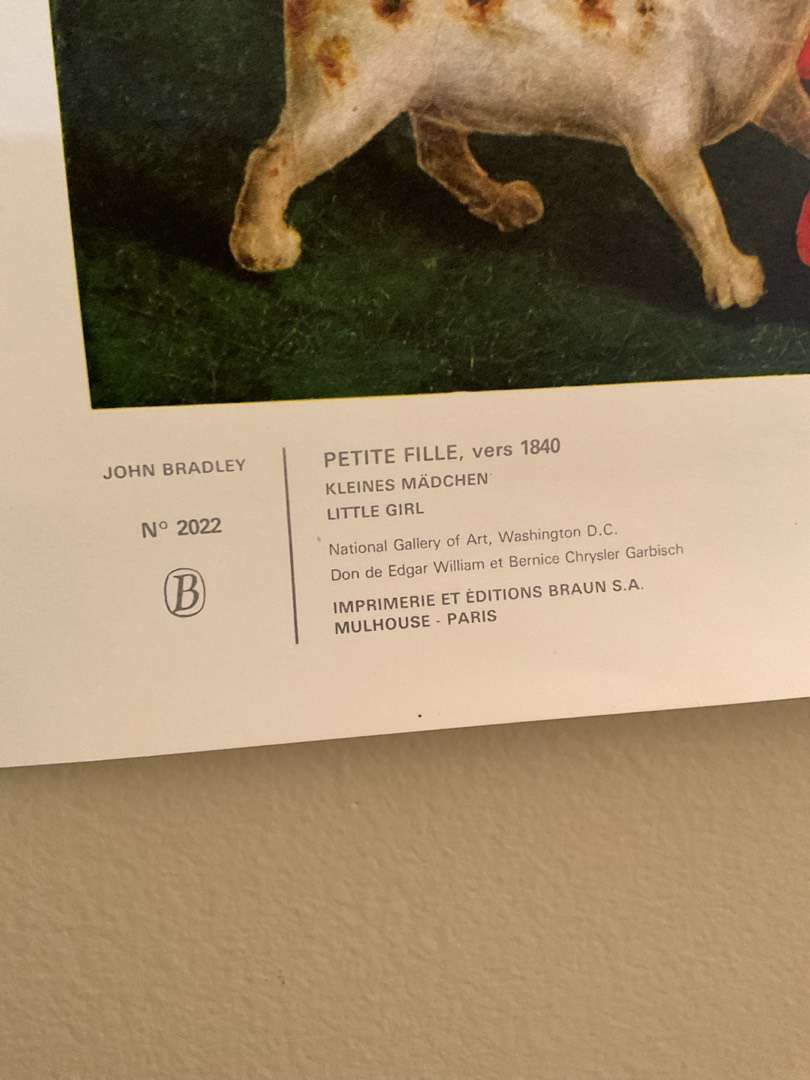 JOHN BRADLEY
Nº 2022
B
PETITE FILLE, vers 1840
KLEINES MÄDCHEN
LITTLE GIRL
National Gallery of Art, Washington D.C.
Don de Edgar William et Bernice Chrysler Garbisch
IMPRIMERIE ET ÉDITIONS BRAUN S.A.
MULHOUSE - PARIS